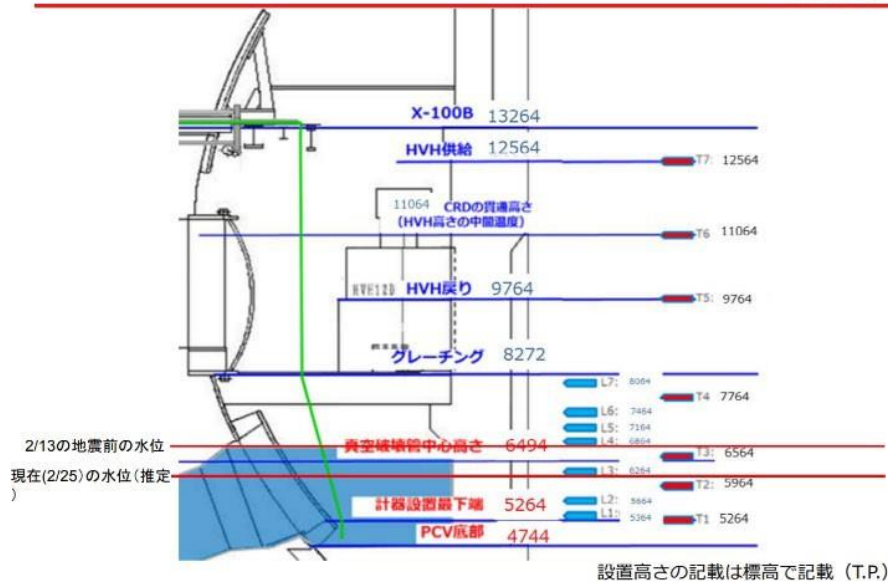 X-100B 13264
HVH供給 12564
T7: 12564
11064 CRDの貫通高さ
(HVH高さの中間温度)
T6 11064
HVH12D
HVH戻り 9764
T5: 9764
グレーチング 8272
L7: 8064
T4 7764
L6: 7464
L5: 7164
L4: 6864
2/13の地震前の水位
真空破壊管中心高さ 6494
T3: 6564
現在(2/25)の水位(推定
)
L3: 6264
T2: 5964
L2: 5664
計器設置最下端 5264
L1: 5364
T1 5264
PCV底部 4744
設置高さの記載は標高で記載 (T.P.)